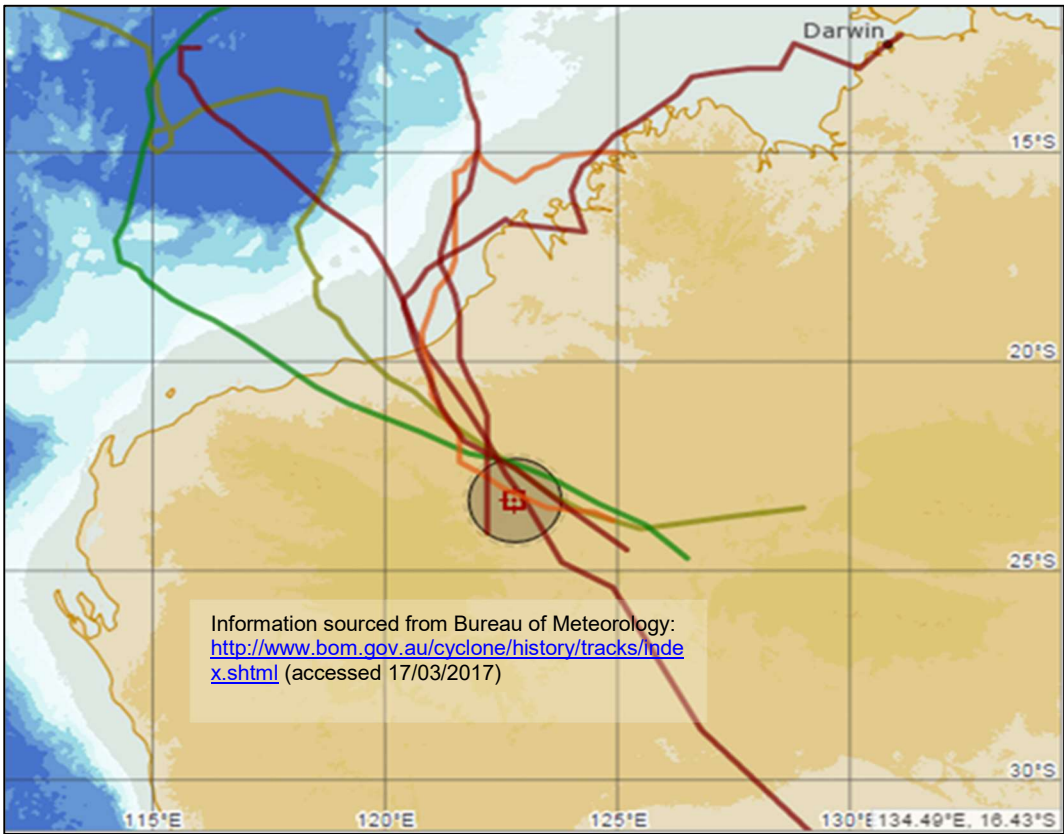 Darwin
15°S
20°S
25°S
Information sourced from Bureau of Meteorology:
http://www.bom.gov.au/cyclone/history/tracks/inde
x.shtml (accessed 17/03/2017)
30°S
115°E 120°E 125°E 130°E 134.49°E, 16.43°S